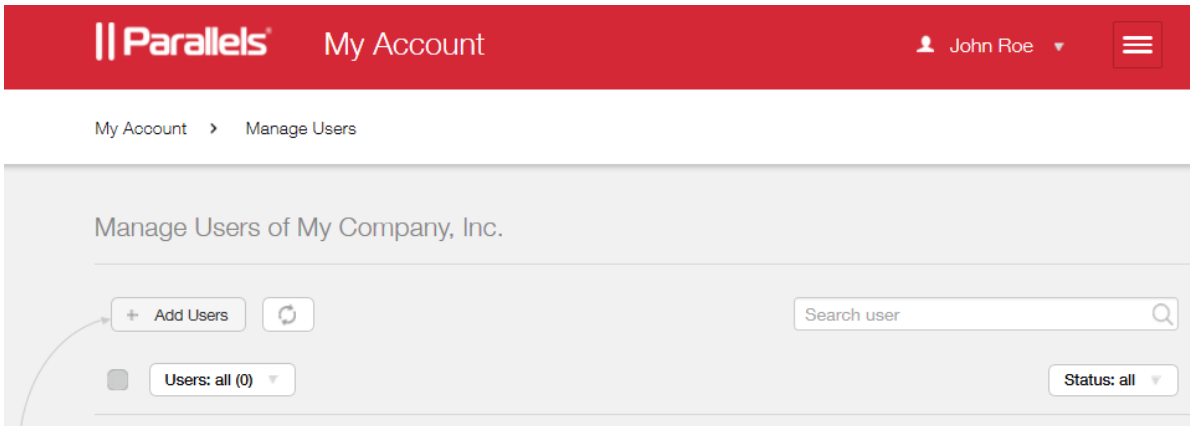 Parallels® My Account John Roe
My Account > Manage Users
Manage Users of My Company, Inc.
+ Add Users Search user
Users: all (0) Status: all